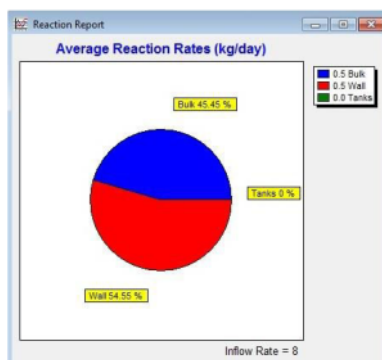 Reaction Report
Average Reaction Rates (kg/day)
0.5 Bulk
0.5 Wall
0.0 Tanks
Bulk 45.45 %
Tanks 0 %
Wall 54.55 %
Inflow Rate = 8